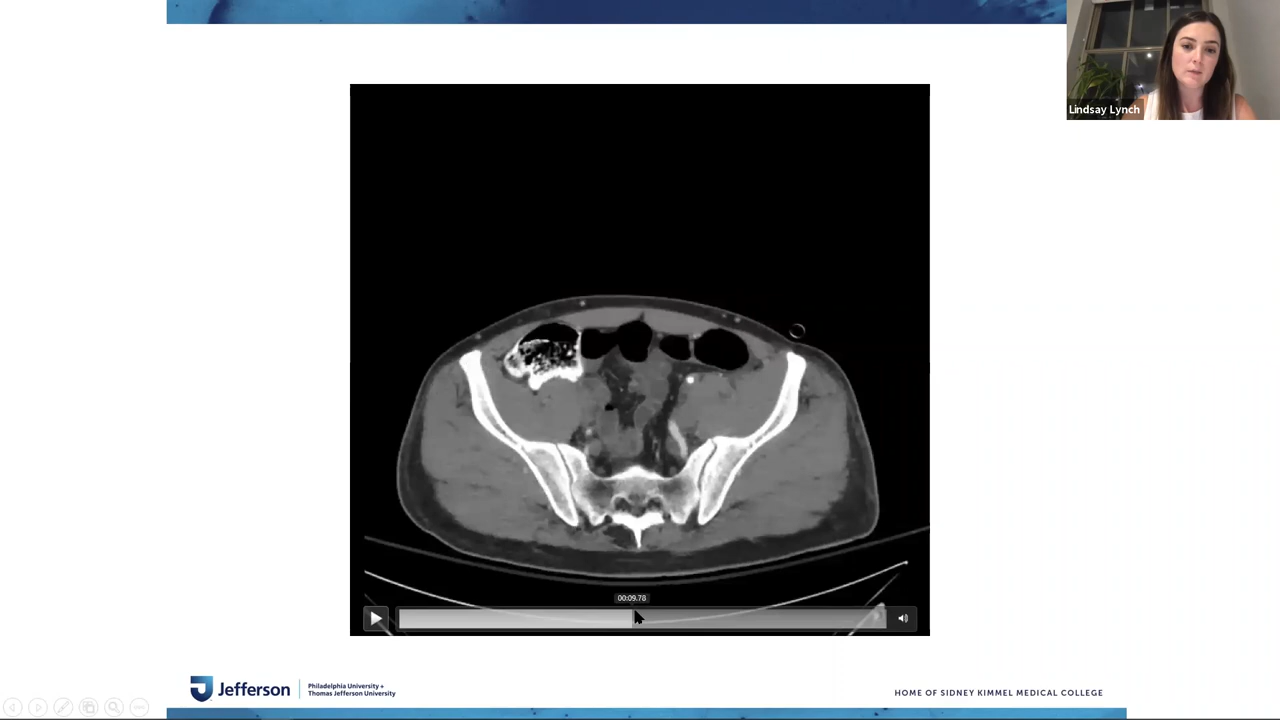 Lindsay Lynch
00:09.78
Jefferson
Philadelphia University +
Thomas Jefferson University
HOME OF SIDNEY KIMMEL MEDICAL COLLEGE